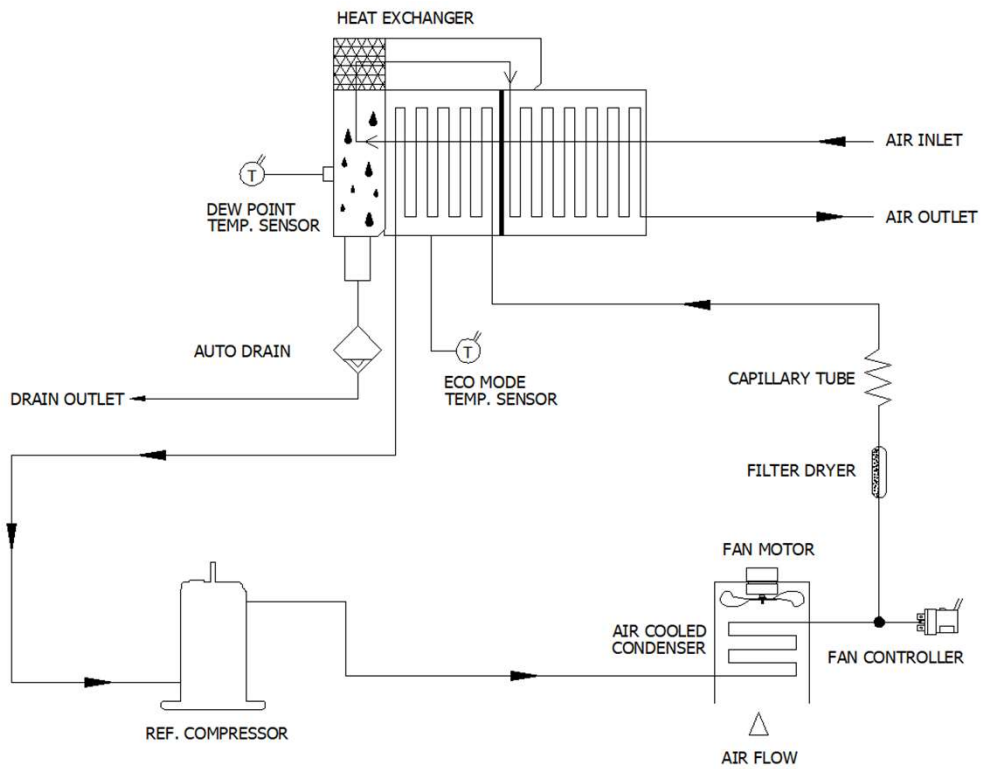 HEAT EXCHANGER
AIR INLET
T
DEW POINT
TEMP. SENSOR
AIR OUTLET
AUTO DRAIN
T
ECO MODE
TEMP. SENSOR
CAPILLARY TUBE
DRAIN OUTLET
FILTER DRYER
FAN MOTOR
AIR COOLED
CONDENSER
FAN CONTROLLER
REF. COMPRESSOR
AIR FLOW